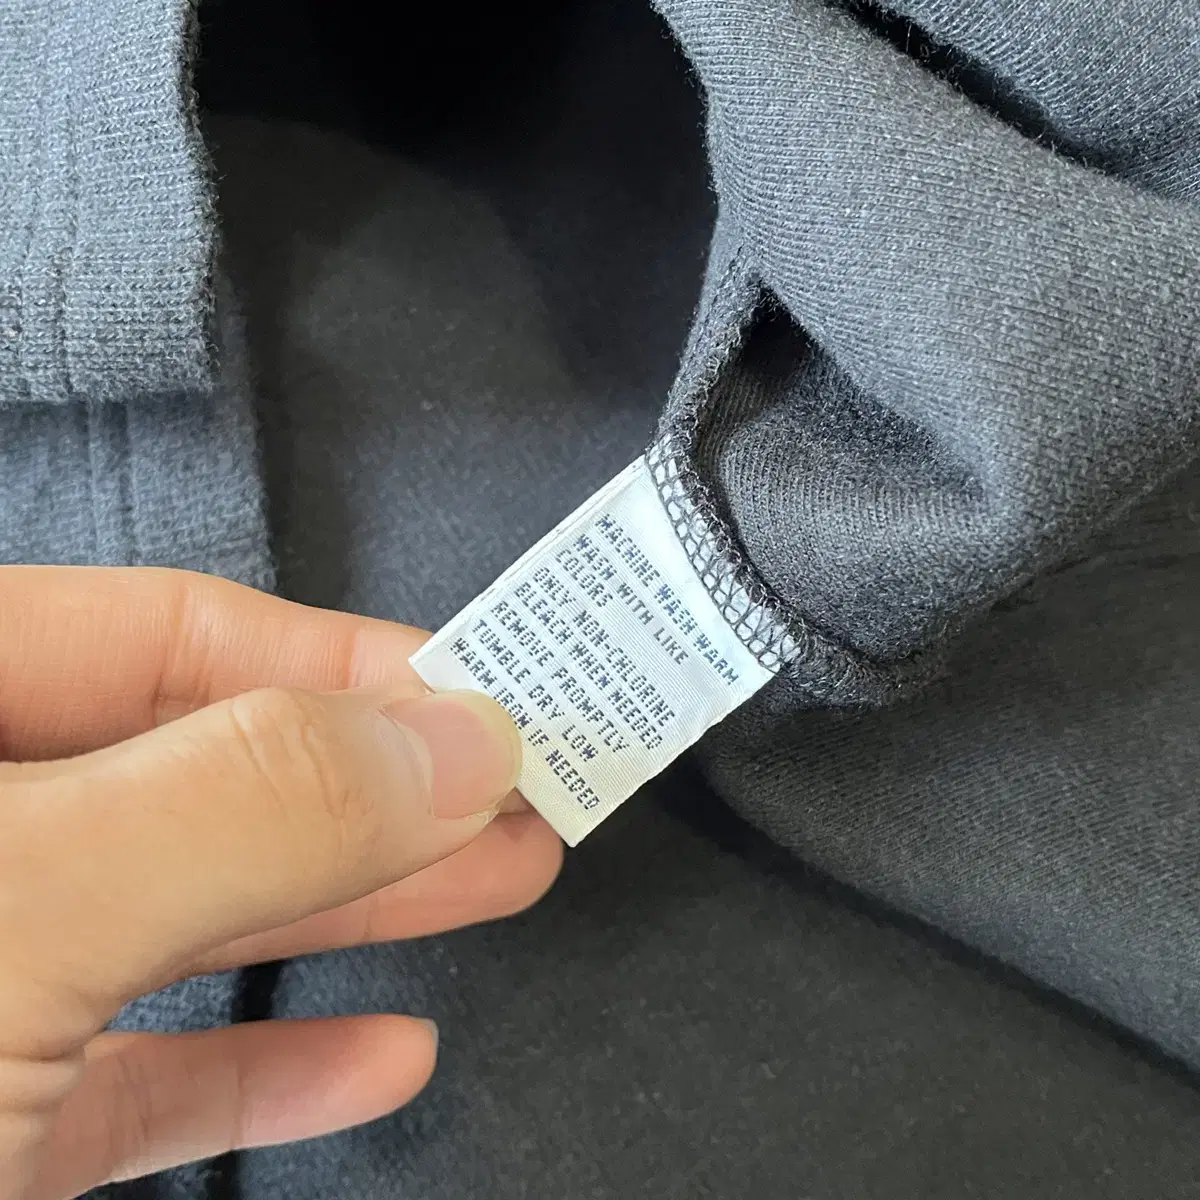 MACHINE WASH WARM
WASH WITH LIKE
COLORS
ONLY NON-CHLORINE
BLEACH WHEN NEEDED
REMOVE PROMPTLY
TUMBLE DRY LOW
WARM IRON IF NEEDED